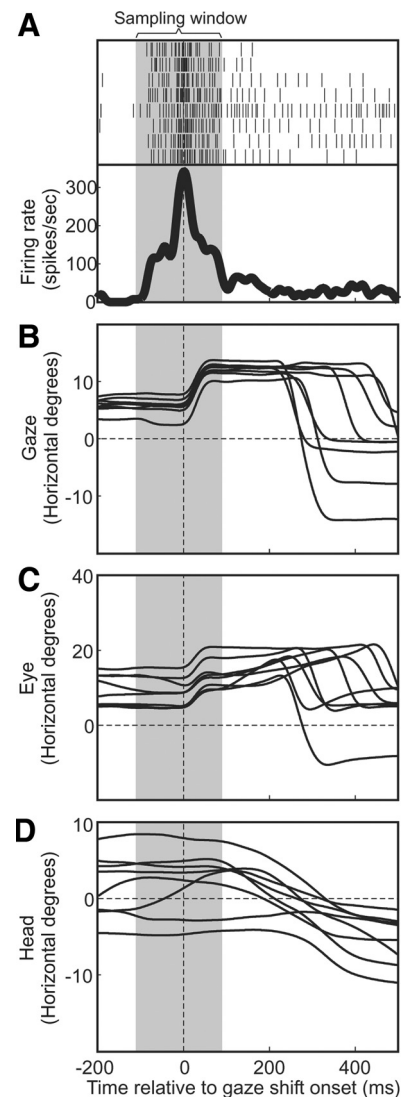 A
Sampling window
Firing rate
(spikes/sec)
300
200
100
0
B
Gaze
(Horizontal degrees)
10
0
-10
C
Eye
(Horizontal degrees)
40
20
0
D
Head
(Horizontal degrees)
10
0
-10
-200
0
200
400
Time relative to gaze shift onset (ms)